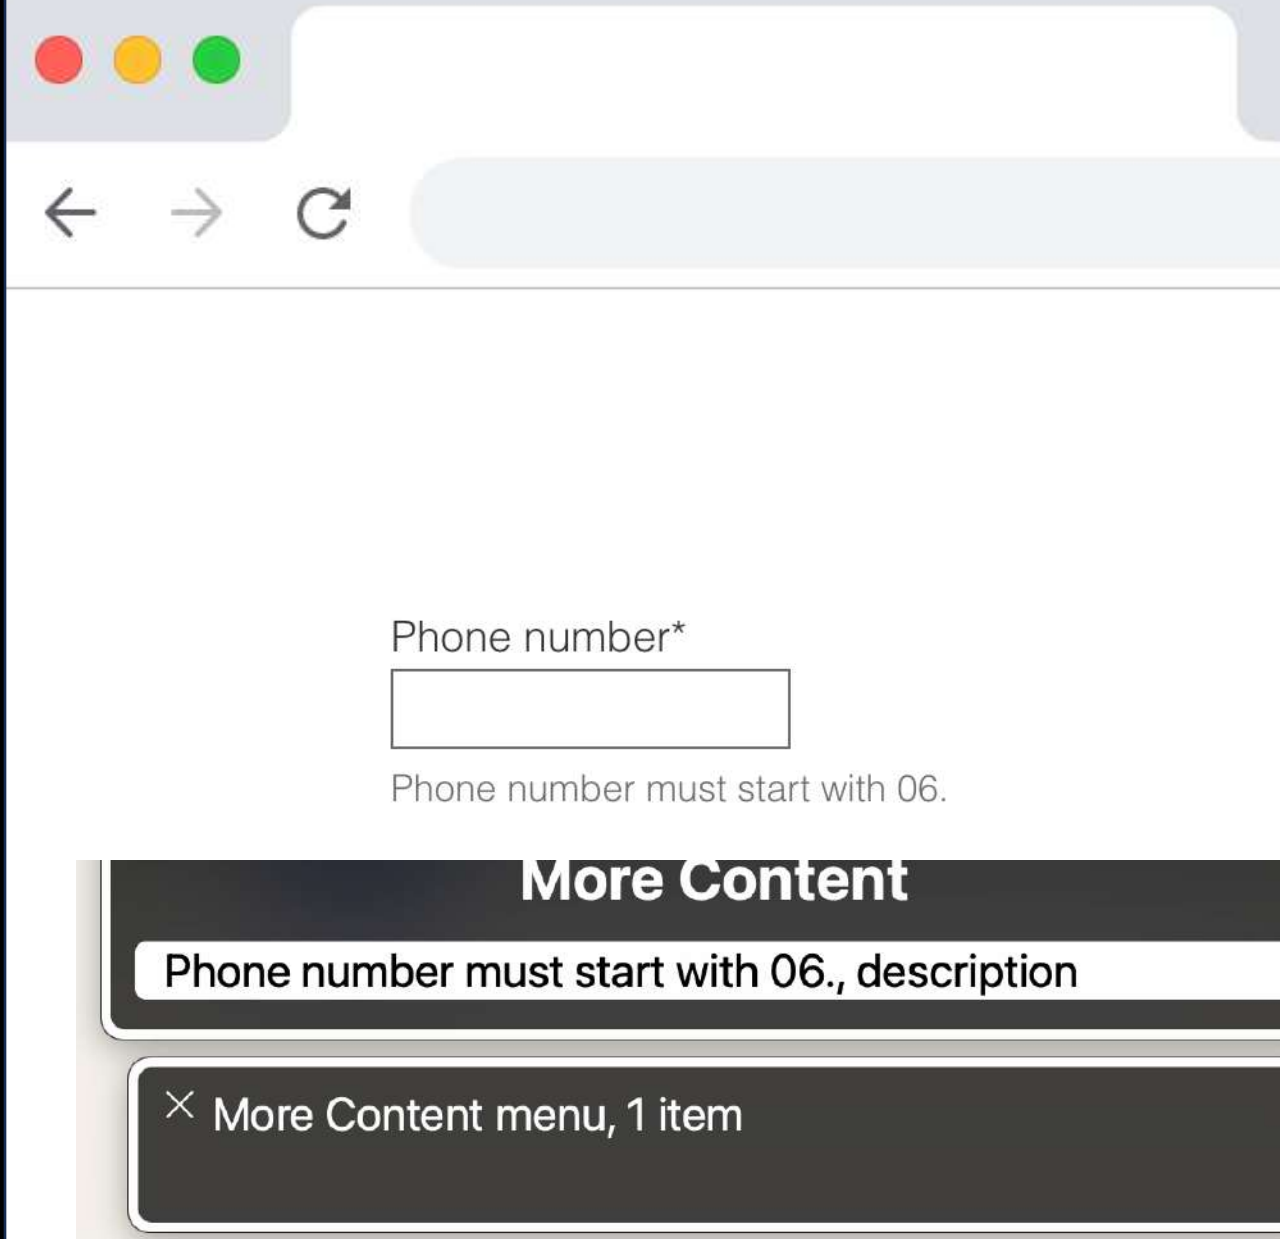 Phone number*
Phone number must start with 06.
More Content
Phone number must start with 06., description
More Content menu, 1 item